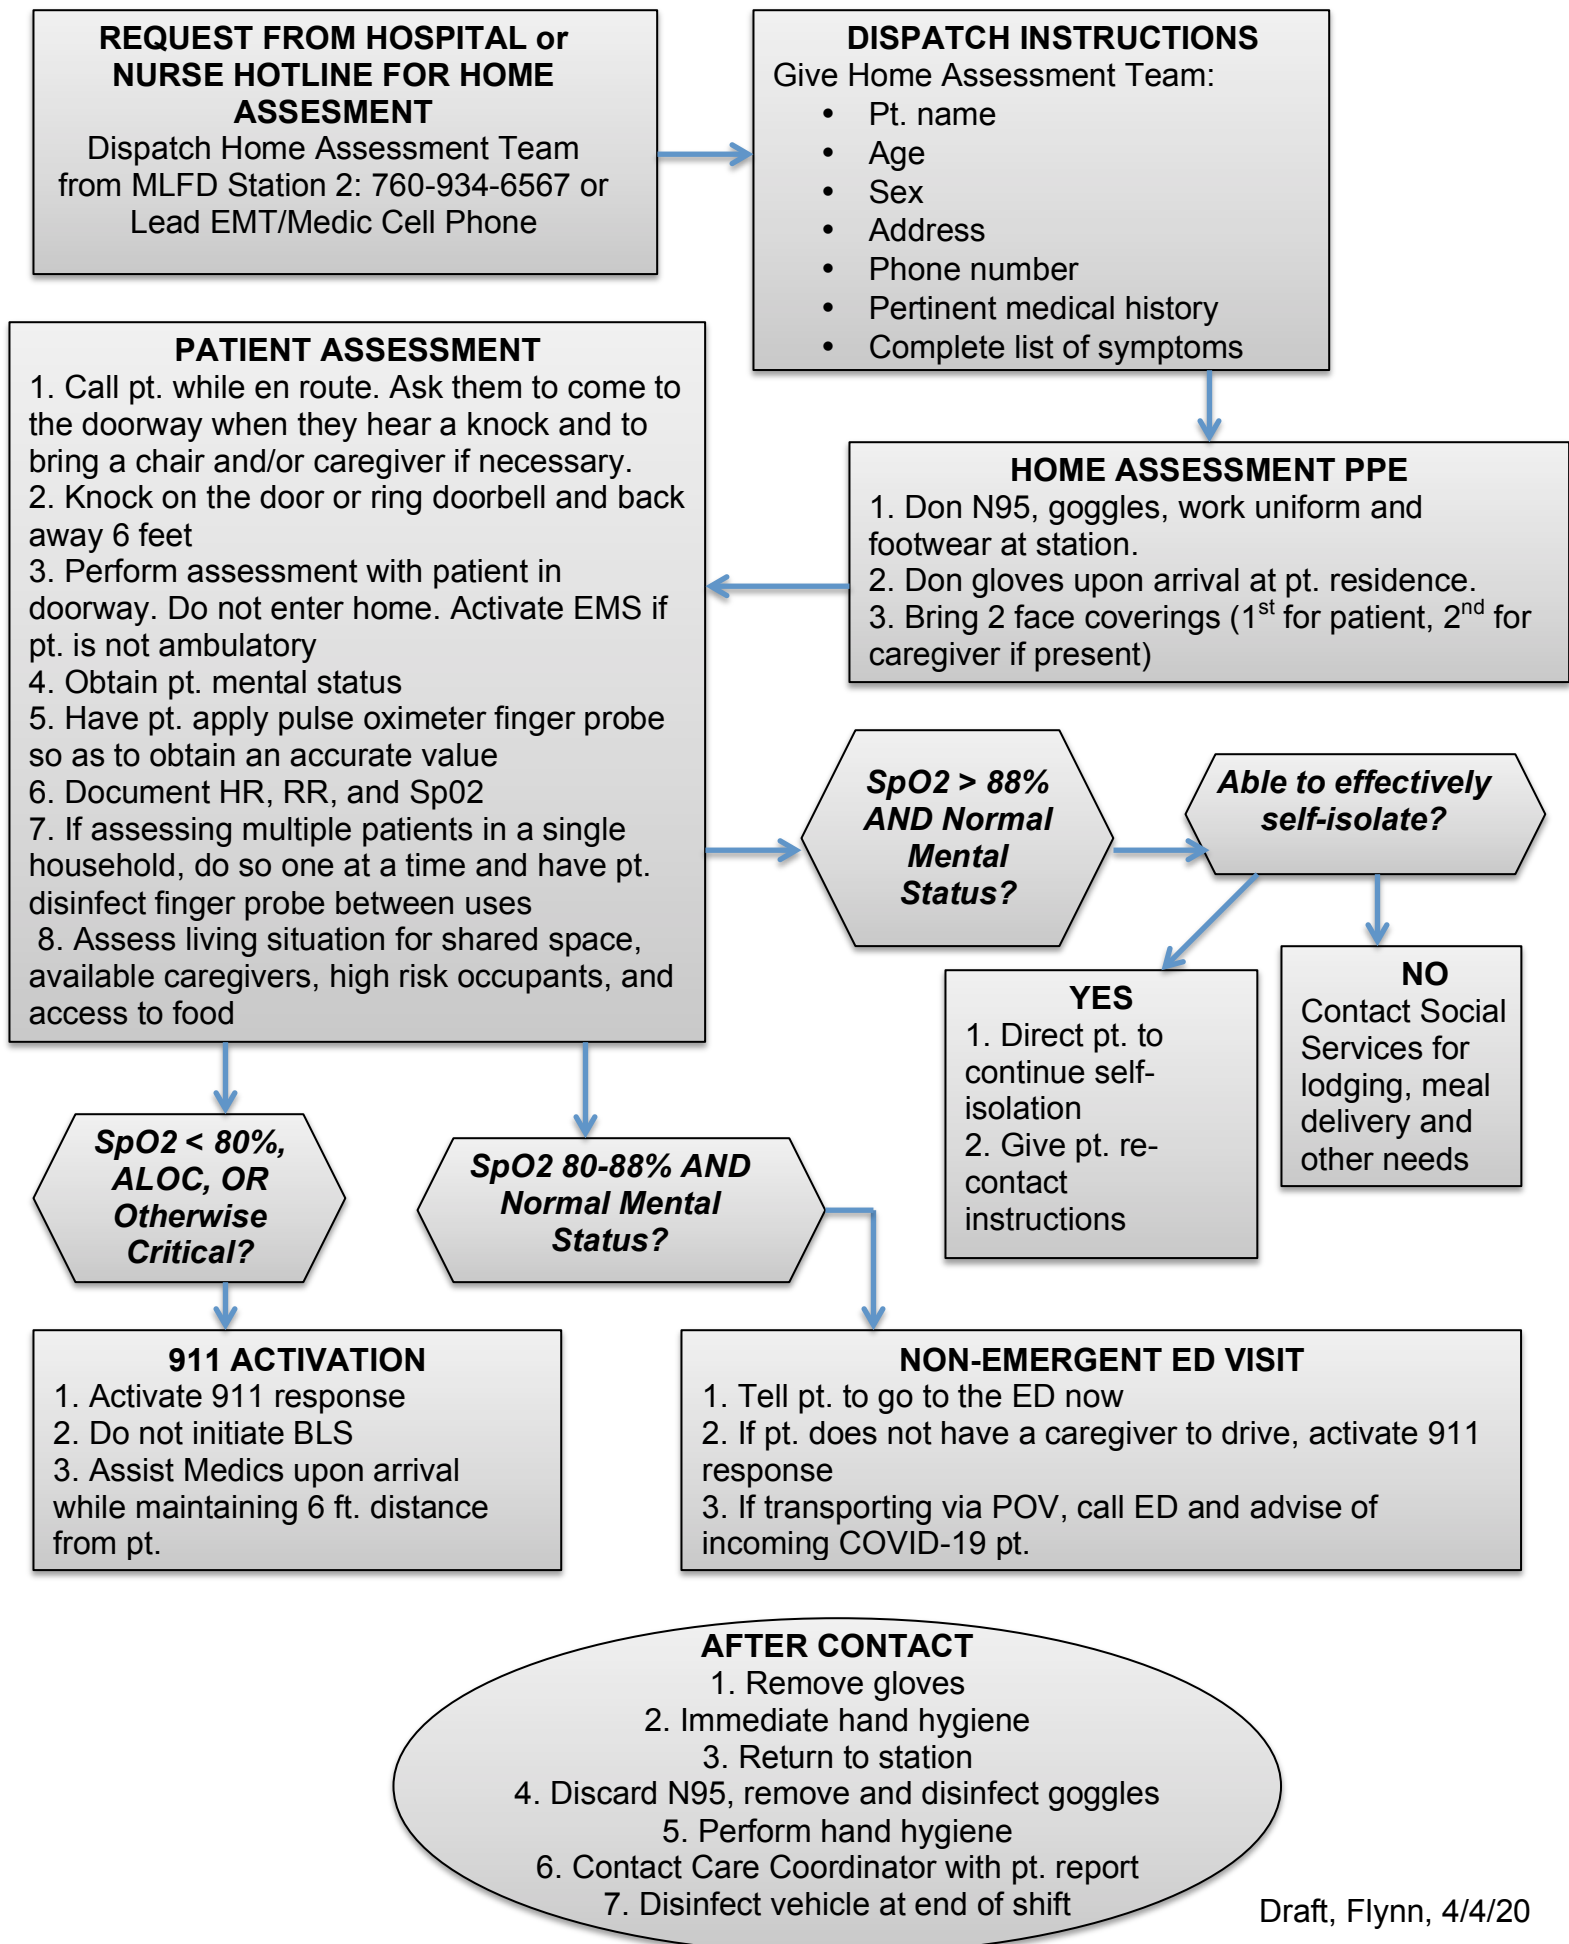 REQUEST FROM HOSPITAL or
NURSE HOTLINE FOR HOME
ASSESMENT
Dispatch Home Assessment Team
from MLFD Station 2: 760-934-6567 or
Lead EMT/Medic Cell Phone
DISPATCH INSTRUCTIONS
Give Home Assessment Team:
• Pt. name
• Age
• Sex
• Address
• Phone number
• Pertinent medical history
• Complete list of symptoms
HOME ASSESSMENT PPE
1. Don N95, goggles, work uniform and
footwear at station.
2. Don gloves upon arrival at pt. residence.
3. Bring 2 face coverings (1st for patient, 2nd for
caregiver if present)
PATIENT ASSESSMENT
1. Call pt. while en route. Ask them to come to
the doorway when they hear a knock and to
bring a chair and/or caregiver if necessary.
2. Knock on the door or ring doorbell and back
away 6 feet
3. Perform assessment with patient in
doorway. Do not enter home. Activate EMS if
pt. is not ambulatory
4. Obtain pt. mental status
5. Have pt. apply pulse oximeter finger probe
so as to obtain an accurate value
6. Document HR, RR, and Sp02
7. If assessing multiple patients in a single
household, do so one at a time and have pt.
disinfect finger probe between uses
8. Assess living situation for shared space,
available caregivers, high risk occupants, and
access to food
SpO2 > 88%
AND Normal
Mental
Status?
Able to effectively
self-isolate?
YES
1. Direct pt. to
continue self-
isolation
2. Give pt. re-
contact
instructions
NO
Contact Social
Services for
lodging, meal
delivery and
other needs
SpO2 < 80%,
ALOC, OR
Otherwise
Critical?
SpO2 80-88% AND
Normal Mental
Status?
911 ACTIVATION
1. Activate 911 response
2. Do not initiate BLS
3. Assist Medics upon arrival
while maintaining 6 ft. distance
from pt.
NON-EMERGENT ED VISIT
1. Tell pt. to go to the ED now
2. If pt. does not have a caregiver to drive, activate 911
response
3. If transporting via POV, call ED and advise of
incoming COVID-19 pt.
AFTER CONTACT
1. Remove gloves
2. Immediate hand hygiene
3. Return to station
4. Discard N95, remove and disinfect goggles
5. Perform hand hygiene
6. Contact Care Coordinator with pt. report
7. Disinfect vehicle at end of shift
Draft, Flynn, 4/4/20